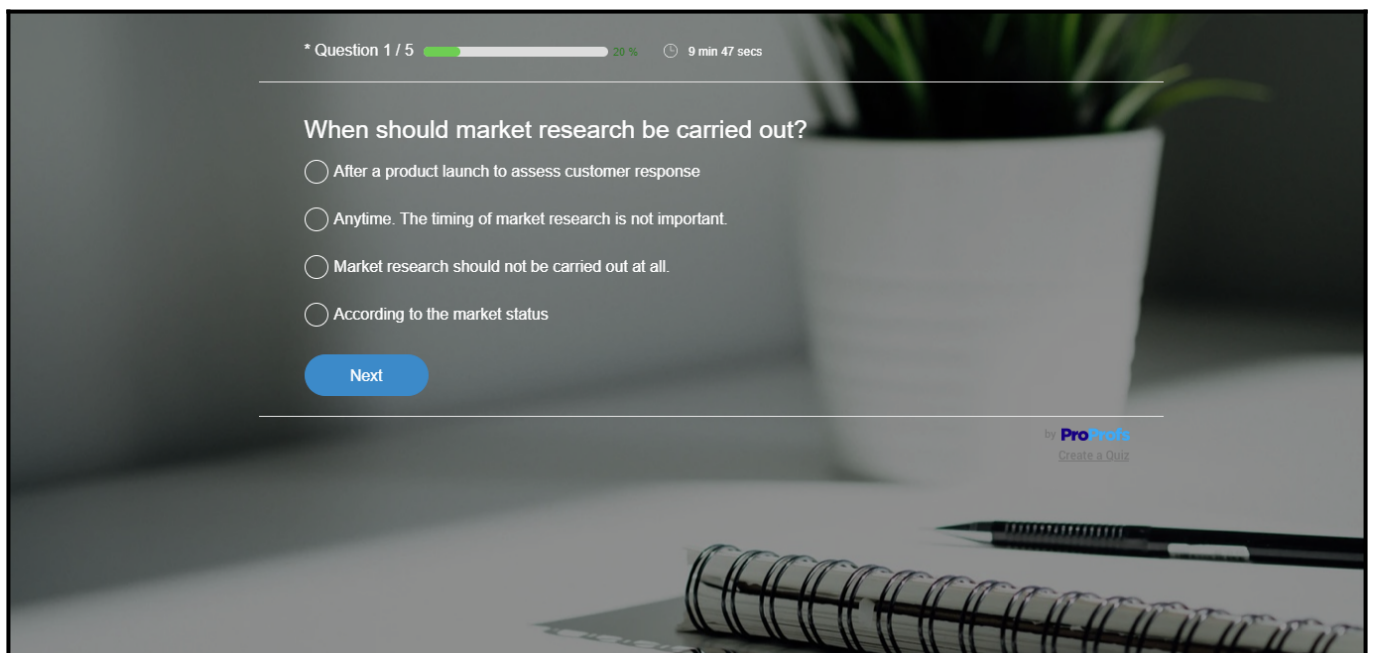 * Question 1 / 5 20 % 9 min 47 secs
When should market research be carried out?
After a product launch to assess customer response
Anytime. The timing of market research is not important.
Market research should not be carried out at all.
According to the market status
Next
by ProProfs
Create a Quiz